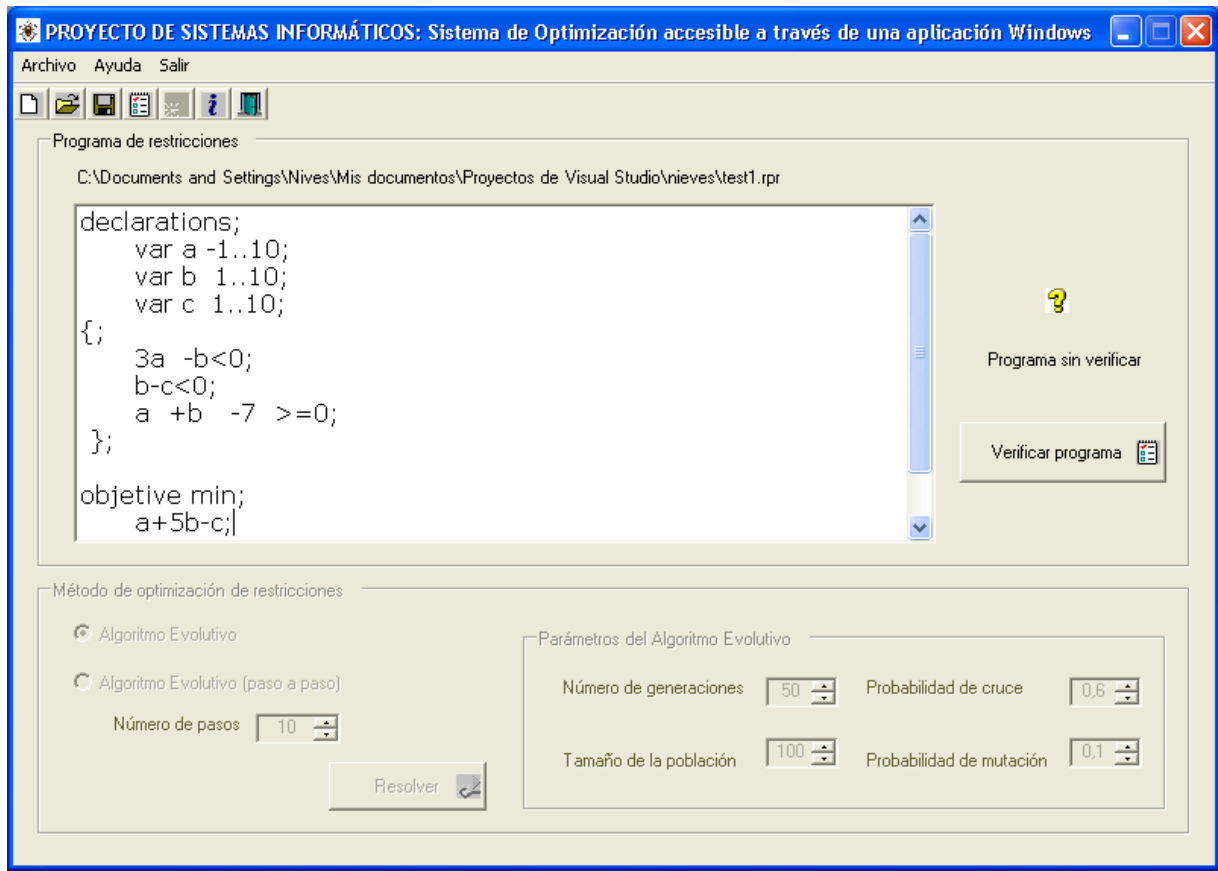 PROYECTO DE SISTEMAS INFORMÁTICOS: Sistema de Optimización accesible a través de una aplicación Windows
Archivo Ayuda Salir
Programa de restricciones
C:\Documents and Settings\Nives\Mis documentos\Proyectos de Visual Studio\nieves\test1.rpr
declarations;
var a -1..10;
var b 1..10;
var c 1..10;
{;
3a -b<0;
b-c<0;
a +b -7 >=0;
};
objetive min;
a+5b-c;
Programa sin verificar
Verificar programa
Método de optimización de restricciones
Algoritmo Evolutivo
Algoritmo Evolutivo (paso a paso)
Número de pasos 10
Resolver
Parámetros del Algoritmo Evolutivo
Número de generaciones 50 Probabilidad de cruce 0,6
Tamaño de la población 100 Probabilidad de mutación 0,1